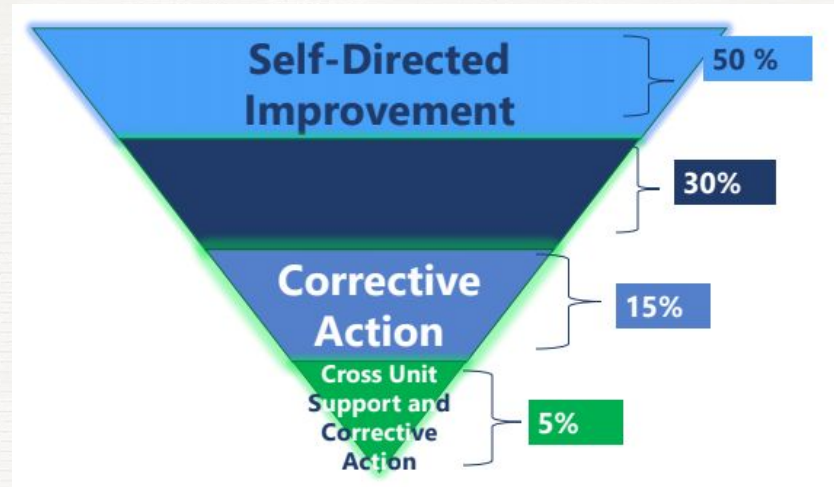 Self-Directed
Improvement
50 %
30%
Corrective
Action
15%
Cross Unit
Support and
Corrective
Action
5%